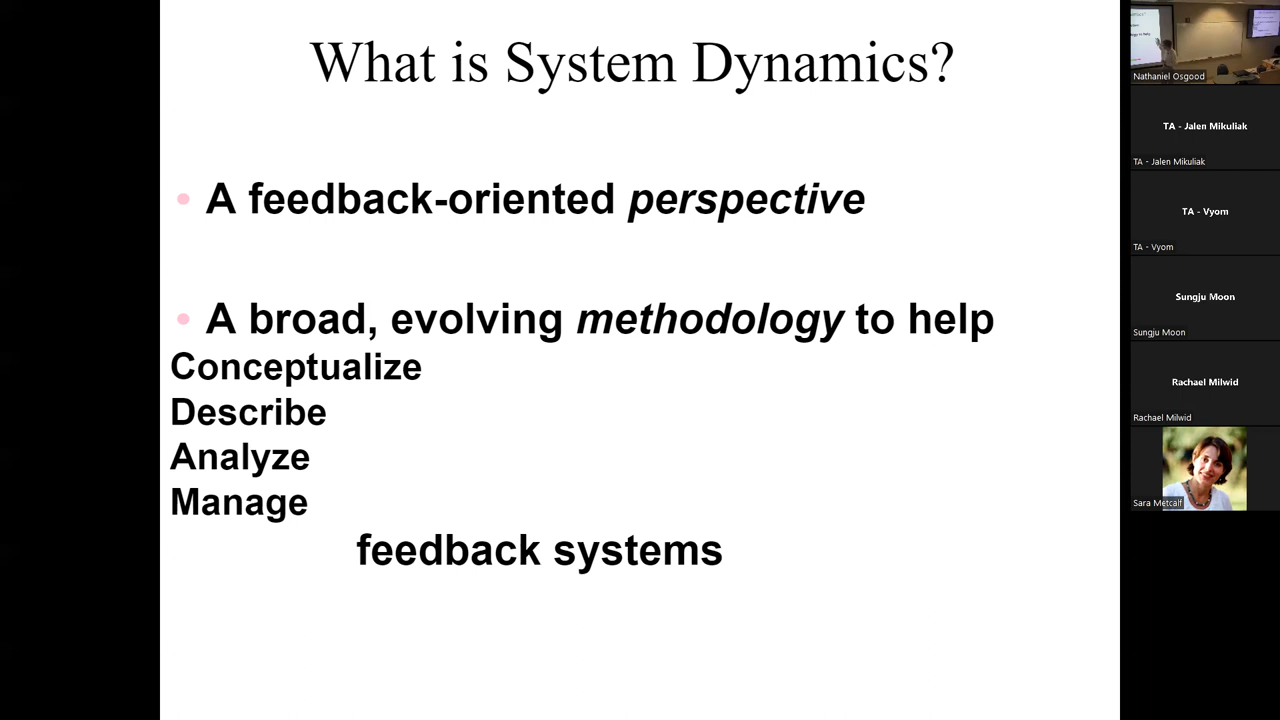 What is System Dynamics?
• A feedback-oriented perspective
• A broad, evolving methodology to help
Conceptualize
Describe
Analyze
Manage
feedback systems
Nathaniel Osgood
TA - Jalen Mikuliak
TA - Jalen Mikuliak
TA - Vyom
TA - Vyom
Sungju Moon
Sungju Moon
Rachael Milwid
Rachael Milwid
Sara Metcalf